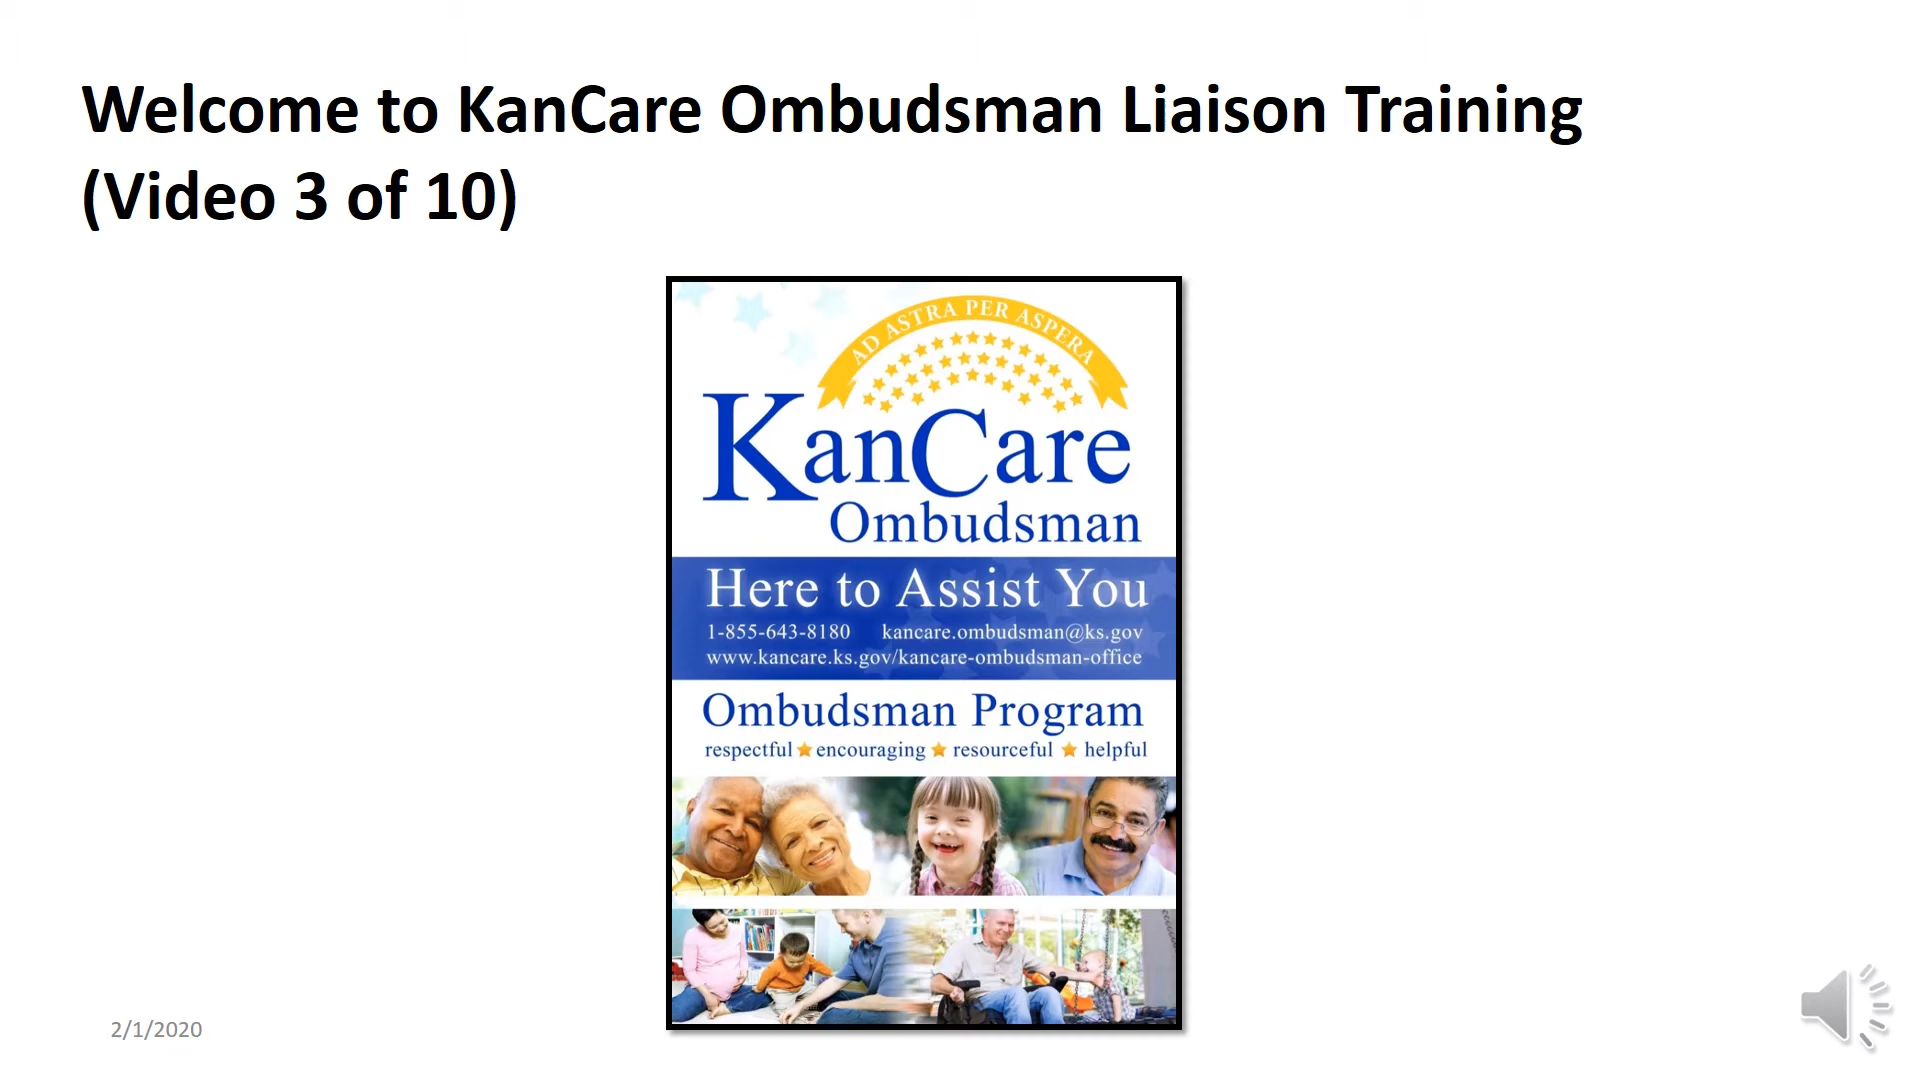 Welcome to KanCare Ombudsman Liaison Training
(Video 3 of 10)
AD ASTRA PER ASPERA
KanCare
Ombudsman
Here to Assist You
1-855-643-8180 kancare.ombudsman@ks.gov
www.kancare.ks.gov/kancare-ombudsman-office
Ombudsman Program
respectful ★ encouraging ★ resourceful ★ helpful
2/1/2020